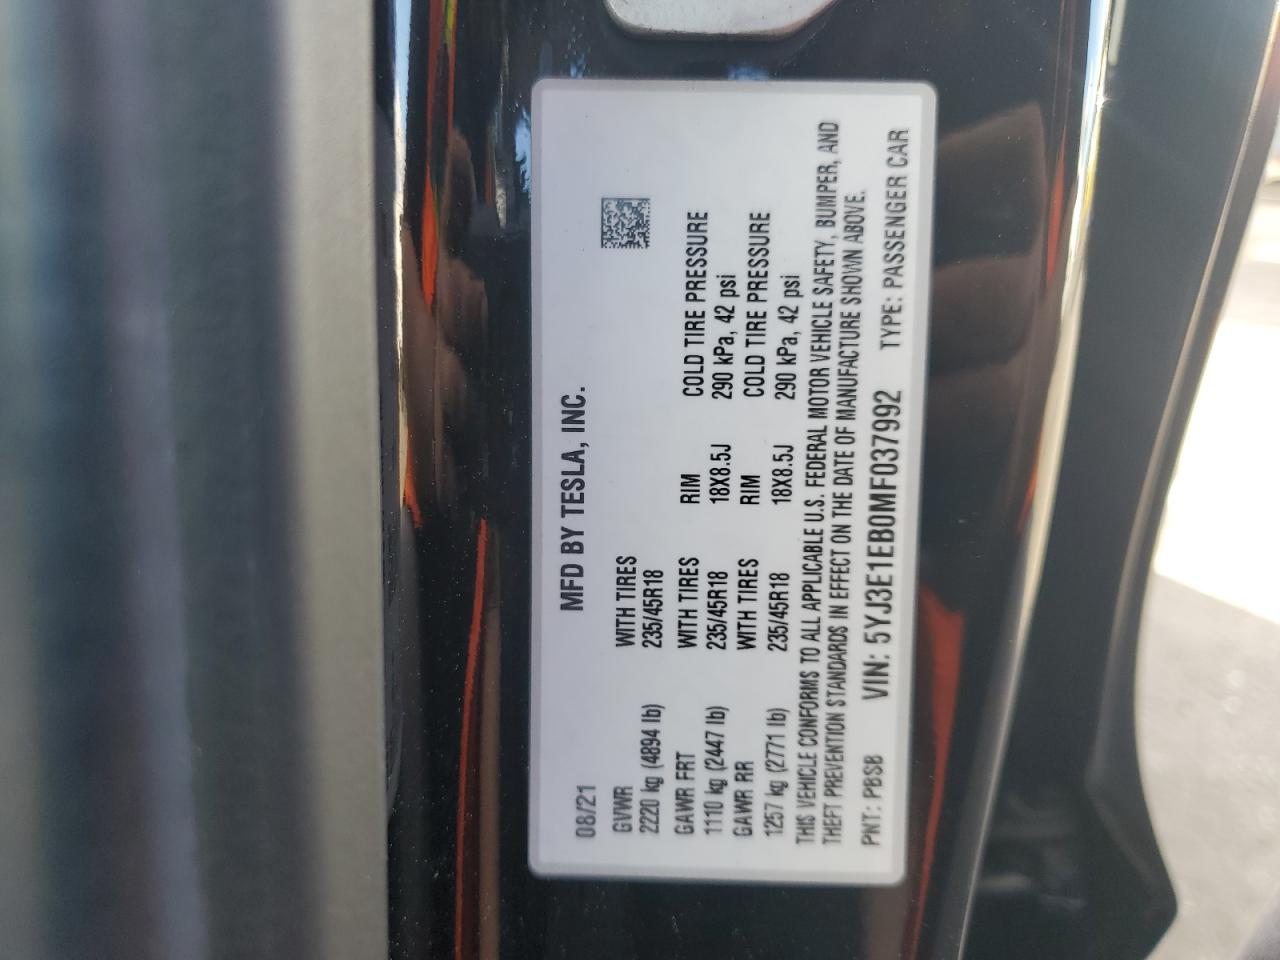 MFD BY TESLA, INC.
08/21
GVWR WITH TIRES
2220 kg (4894 lb) 235/45R18
GAWR FRT WITH TIRES RIM COLD TIRE PRESSURE
1110 kg (2447 lb) 235/45R18 18X8.5J 290 kPa, 42 psi
GAWR RR WITH TIRES RIM COLD TIRE PRESSURE
1257 kg (2771 lb) 235/45R18 18X8.5J 290 kPa, 42 psi
THIS VEHICLE CONFORMS TO ALL APPLICABLE U.S. FEDERAL MOTOR VEHICLE SAFETY, BUMPER, AND
THEFT PREVENTION STANDARDS IN EFFECT ON THE DATE OF MANUFACTURE SHOWN ABOVE.
PNT: PBSB VIN: 5YJ3E1EB0MF037992 TYPE: PASSENGER CAR